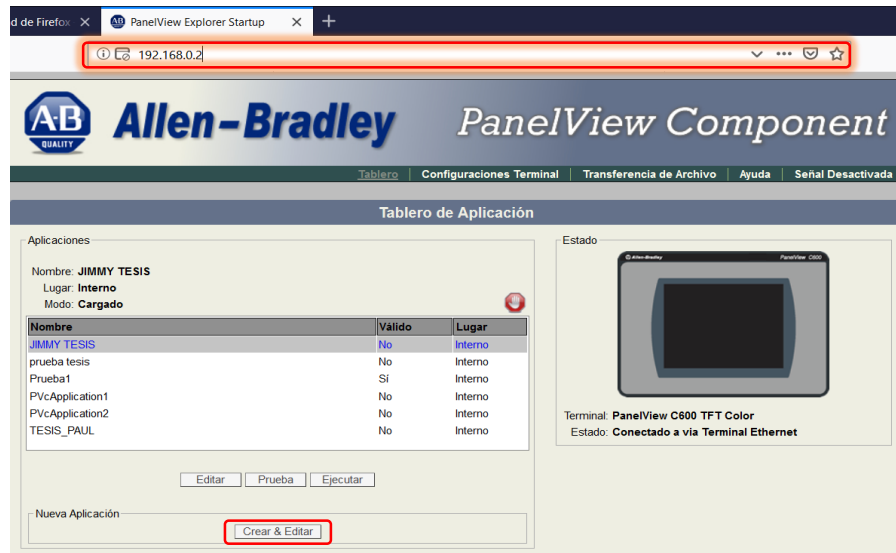 d de Firefox
PanelView Explorer Startup
192.168.0.2
A·B
QUALITY
Allen-Bradley
PanelView Component
Tablero | Configuraciones Terminal | Transferencia de Archivo | Ayuda | Señal Desactivada
Tablero de Aplicación
Aplicaciones
Nombre: JIMMY TESIS
Lugar: Interno
Modo: Cargado
Nombre Válido Lugar
JIMMY TESIS No Interno
prueba tesis No Interno
Prueba1 Sí Interno
PVcApplication1 No Interno
PVcApplication2 No Interno
TESIS_PAUL No Interno
Editar Prueba Ejecutar
Nueva Aplicación
Crear & Editar
Estado
Allen-Bradley PanelView C600
Terminal: PanelView C600 TFT Color
Estado: Conectado a via Terminal Ethernet